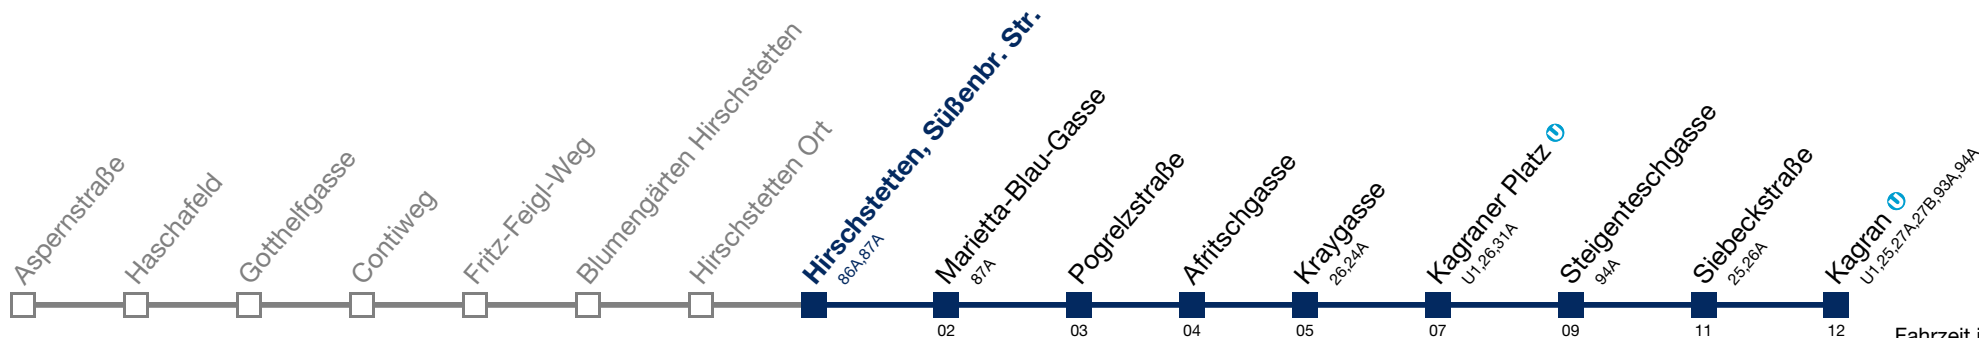 Aspernstraße
Haschafeld
Gotthelfgasse
Contiweg
Fritz-Feigl-Weg
Blumengärten Hirschstetten
Hirschstetten Ort
Hirschstetten, Süßenbr. Str.
86A,87A
Marietta-Blau-Gasse
87A
Pogrelzstraße
Afritschgasse
Kraygasse
26,24A
Kagraner Platz U
U1,26,31A
Steigenteschgasse
94A
Siebeckstraße
25,26A
Kagran U
U1,25,27A,27B,93A,94A
02 03 04 05 07 09 11 12
Fahrzeit i